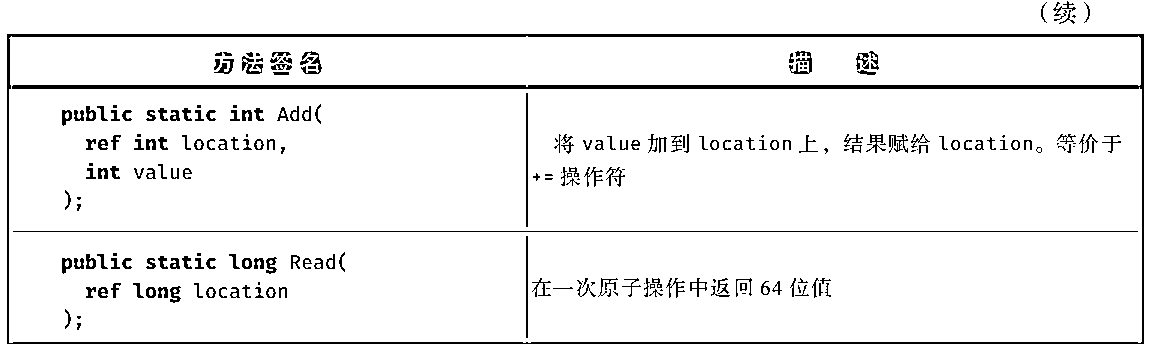 （续）
方法签名 描 述
public static int Add(
ref int location,
int value
);
将 value 加到 location 上，结果赋给 location。等价于
+= 操作符
public static long Read(
ref long location
);
在一次原子操作中返回 64 位值